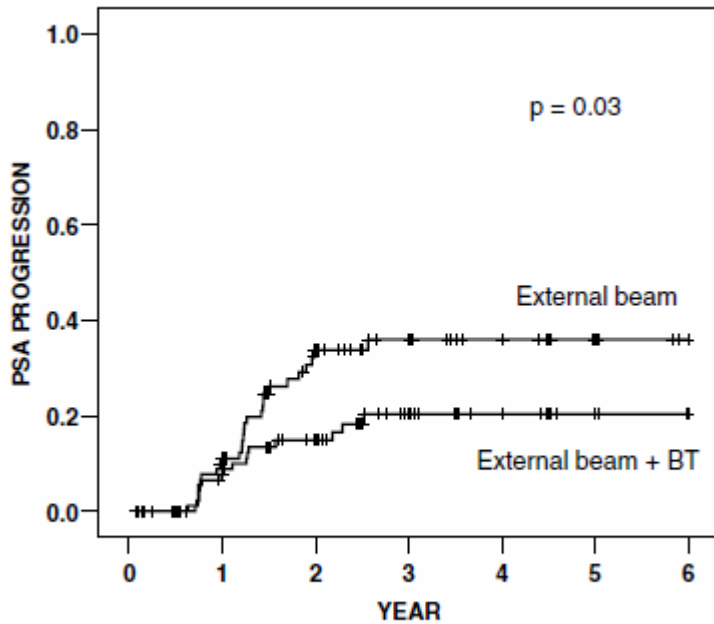 1.0
p = 0.03
0.8
PSA PROGRESSION
0.6
External beam
0.4
0.2
External beam + BT
0.0
0 1 2 3 4 5 6
YEAR